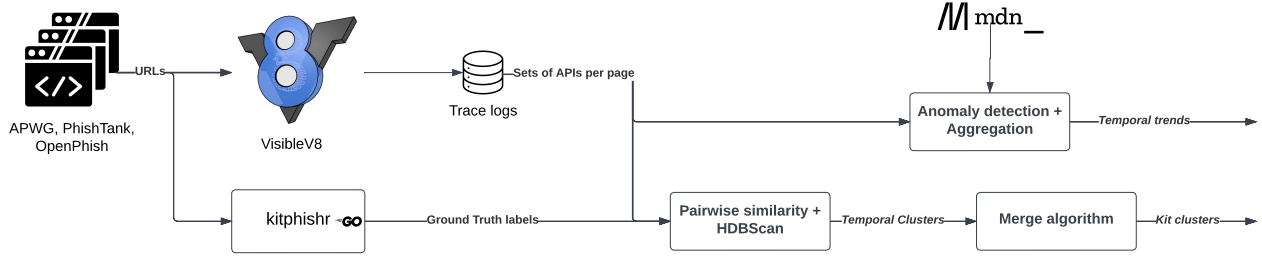 mdn_
URLs
Sets of APIs per page
Trace logs
APWG, PhishTank,
OpenPhish
VisibleV8
8
</>
Anomaly detection +
Aggregation
Temporal trends
kitphishr
GO
Ground Truth labels
Pairwise similarity +
HDBScan
Temporal Clusters
Merge algorithm
Kit clusters